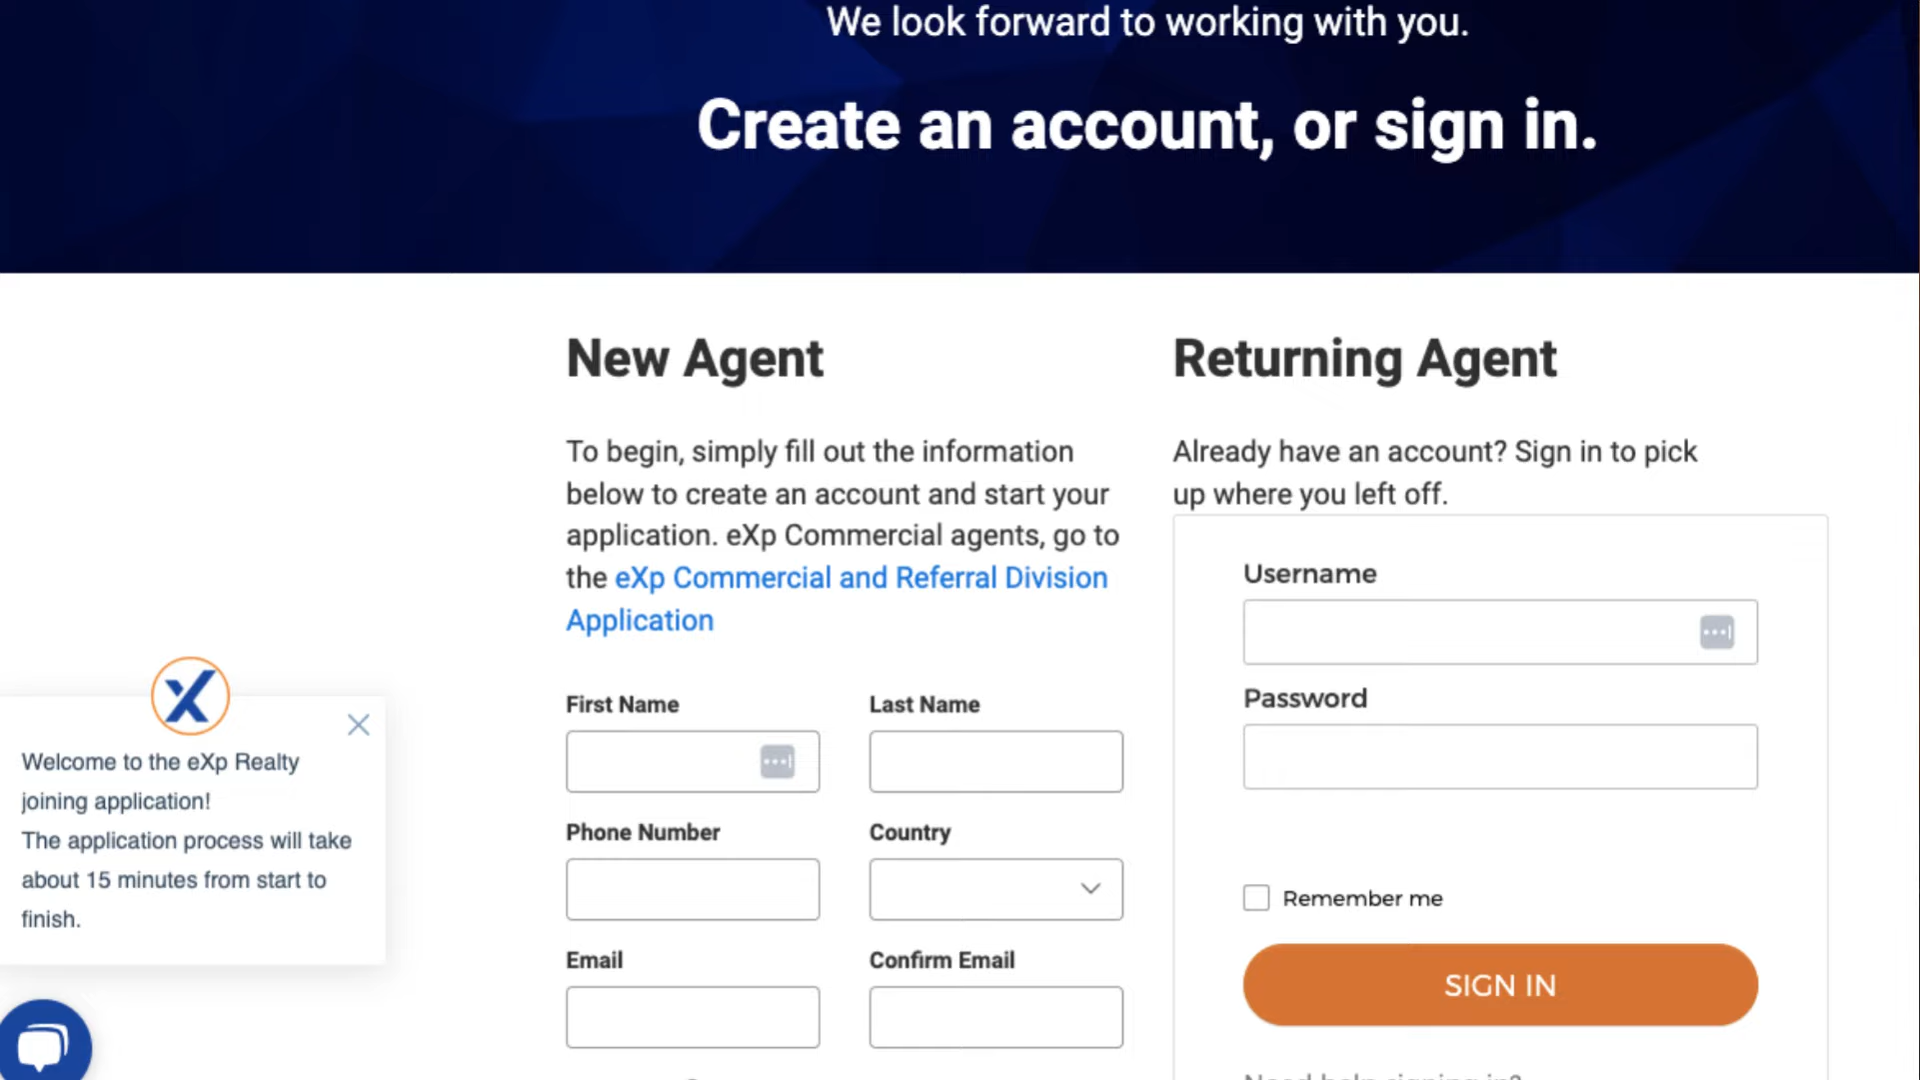 We look forward to working with you.
Create an account, or sign in.
New Agent
To begin, simply fill out the information
below to create an account and start your
application. eXp Commercial agents, go to
the eXp Commercial and Referral Division
Application
First Name
Last Name
Phone Number
Country
Email
Confirm Email
Returning Agent
Already have an account? Sign in to pick
up where you left off.
Username
Password
Remember me
SIGN IN
Need help signing in?
X
Welcome to the eXp Realty
joining application!
The application process will take
about 15 minutes from start to
finish.